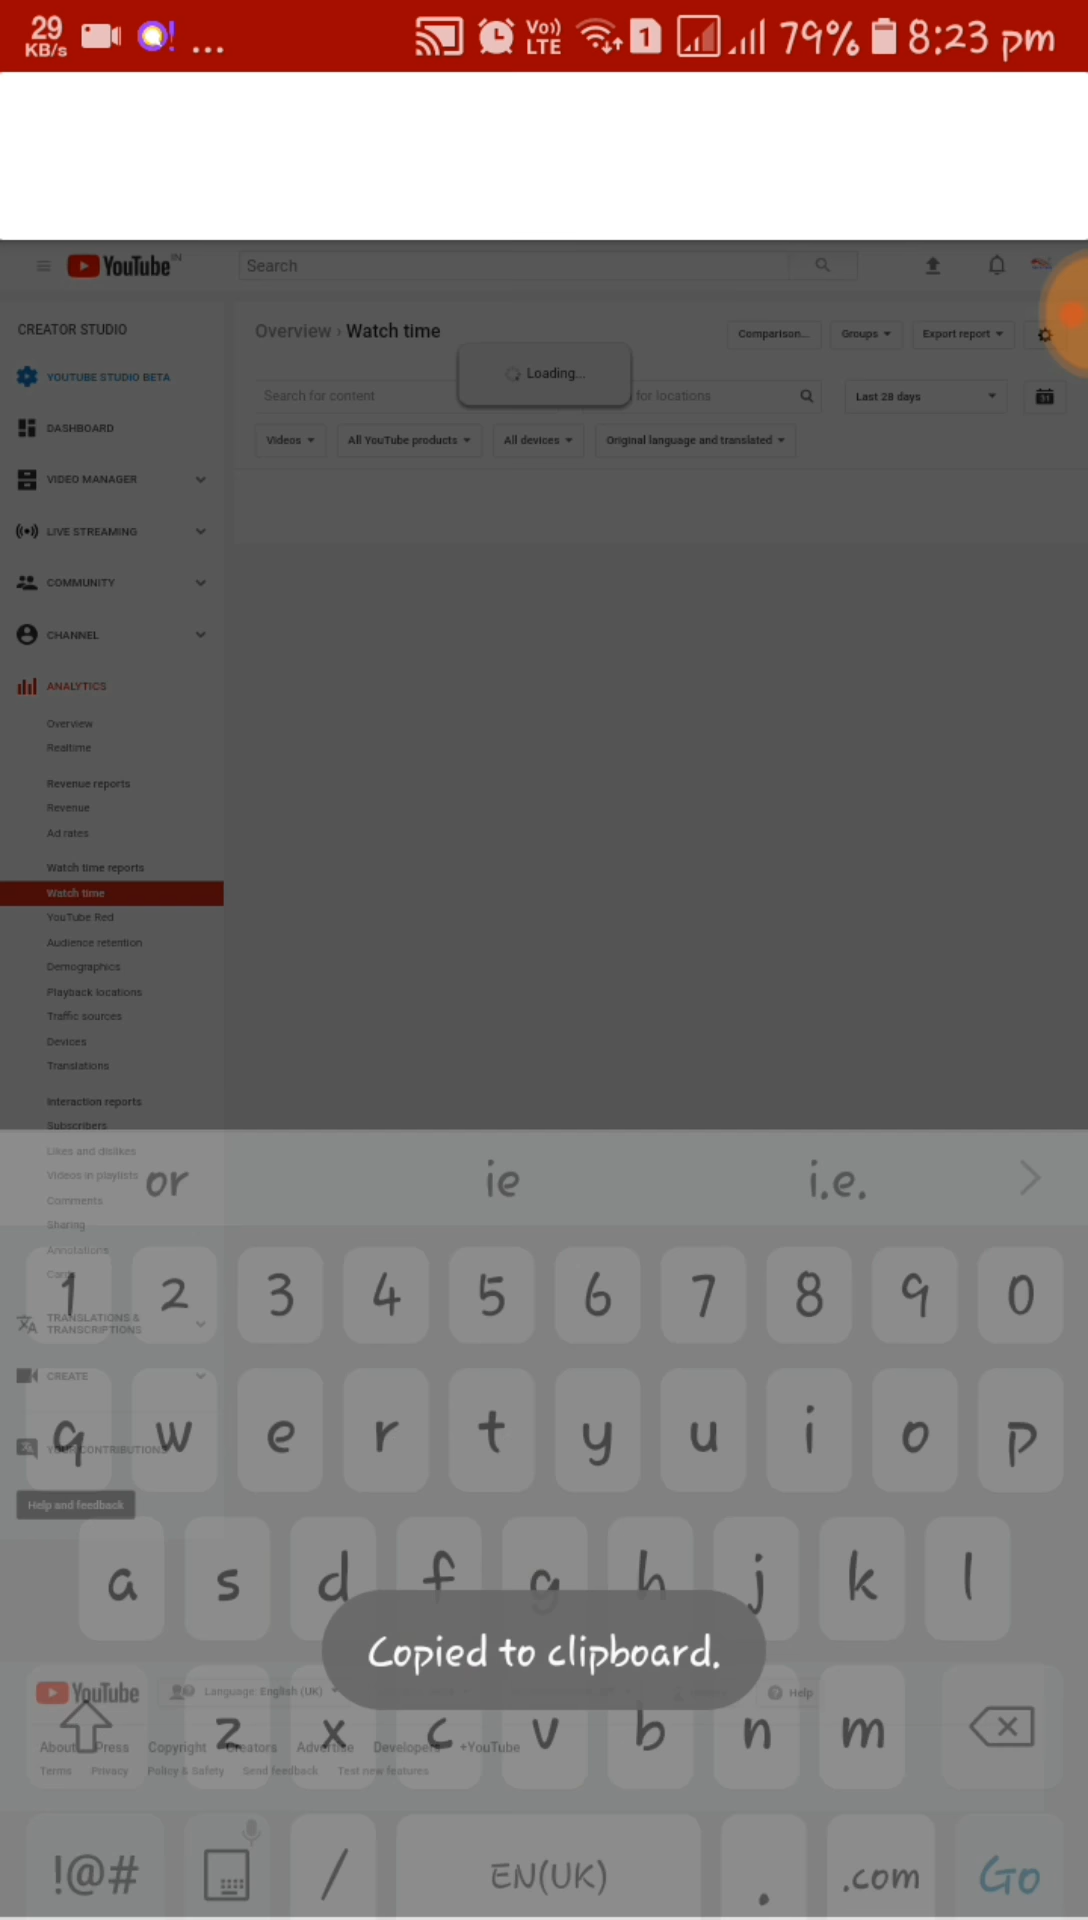 29
KB/s
...
Vo))
LTE
1
79%
8:23 pm
YouTube IN
Search
CREATOR STUDIO
Overview › Watch time
Comparison...
Groups
Export report
Loading...
YOUTUBE STUDIO BETA
Search for content
for locations
Last 28 days
31
DASHBOARD
Videos
All YouTube products
All devices
Original language and translated
VIDEO MANAGER
LIVE STREAMING
COMMUNITY
CHANNEL
ANALYTICS
Overview
Realtime
Revenue reports
Revenue
Ad rates
Watch time reports
Watch time
YouTube Red
Audience retention
Demographics
Playback locations
Traffic sources
Devices
Translations
Interaction reports
Subscribers
Likes and dislikes
Videos in playlists
or
ie
i.e.
Comments
Sharing
Annotations
Cards
1 2 3 4 5 6 7 8 9 0
TRANSLATIONS &
TRANSCRIPTIONS
CREATE
q w e r t y u i o p
YOUR CONTRIBUTIONS
Help and feedback
a s d f g h j k l
Copied to clipboard.
YouTube
Language: English (UK)
Help
z x c v b n m
About Press Copyright Creators Advertise Developers +YouTube
Terms Privacy Policy & Safety Send feedback Test new features
!@#
/
EN(UK)
.
.com
Go